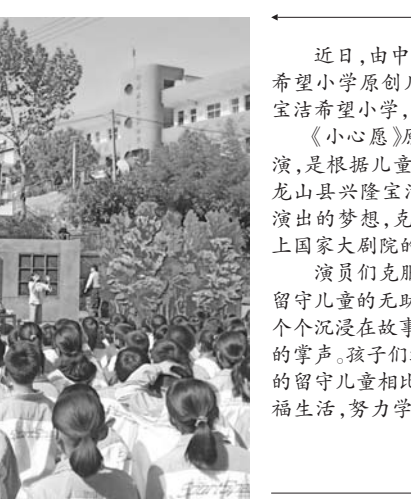 近日,由中
希望小学原创儿
宝洁希望小学,
《小心愿》原
演,是根据儿童
龙山县兴隆宝洁
演出的梦想,克
上国家大剧院的
演员们克服
留守儿童的无助
个个沉浸在故事
的掌声。孩子们
的留守儿童相比
福生活,努力学